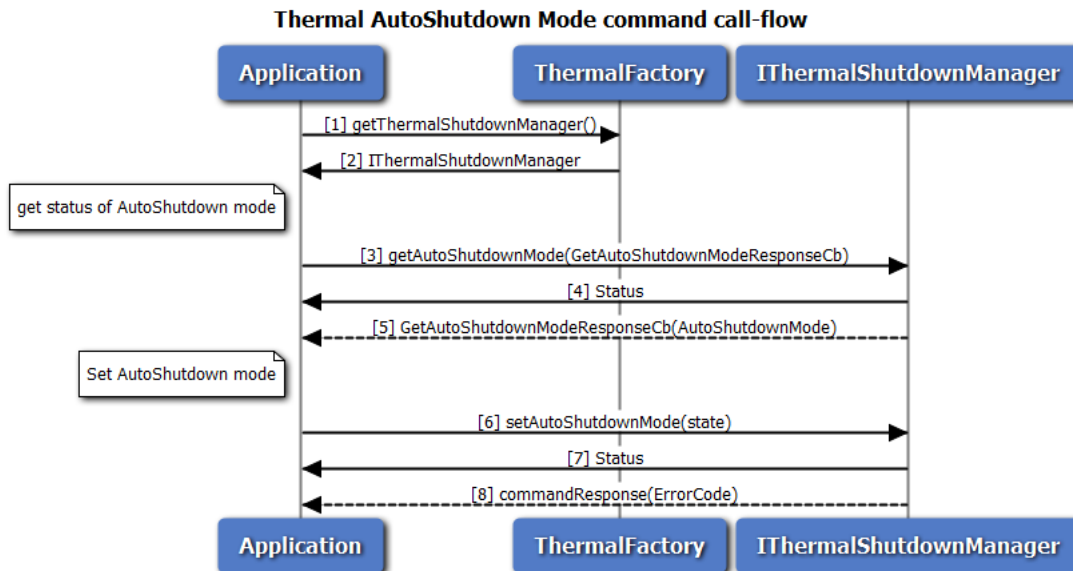 Thermal AutoShutdown Mode command call-flow
Application
ThermalFactory
IThermalShutdownManager
[1] getThermalShutdownManager()
[2] IThermalShutdownManager
get status of AutoShutdown mode
[3] getAutoShutdownMode(GetAutoShutdownModeResponseCb)
[4] Status
[5] GetAutoShutdownModeResponseCb(AutoShutdownMode)
Set AutoShutdown mode
[6] setAutoShutdownMode(state)
[7] Status
[8] commandResponse(ErrorCode)
Application
ThermalFactory
IThermalShutdownManager